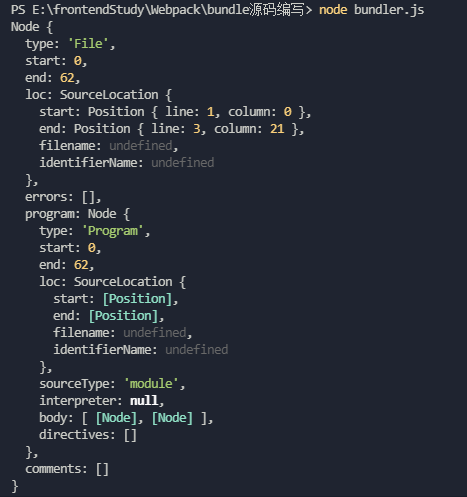 PS E:\frontendStudy\Webpack\bundle源码编写> node bundler.js
Node {
  type: 'File',
  start: 0,
  end: 62,
  loc: SourceLocation {
    start: Position { line: 1, column: 0 },
    end: Position { line: 3, column: 21 },
    filename: undefined,
    identifierName: undefined
  },
  errors: [],
  program: Node {
    type: 'Program',
    start: 0,
    end: 62,
    loc: SourceLocation {
      start: [Position],
      end: [Position],
      filename: undefined,
      identifierName: undefined
    },
    sourceType: 'module',
    interpreter: null,
    body: [ [Node], [Node] ],
    directives: []
  },
  comments: []
}